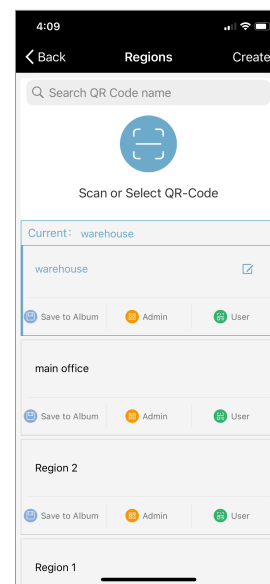 4:09
Back Regions Create
Search QR Code name
Scan or Select QR-Code
Current: warehouse
warehouse
Save to Album Admin User
main office
Save to Album Admin User
Region 2
Save to Album Admin User
Region 1